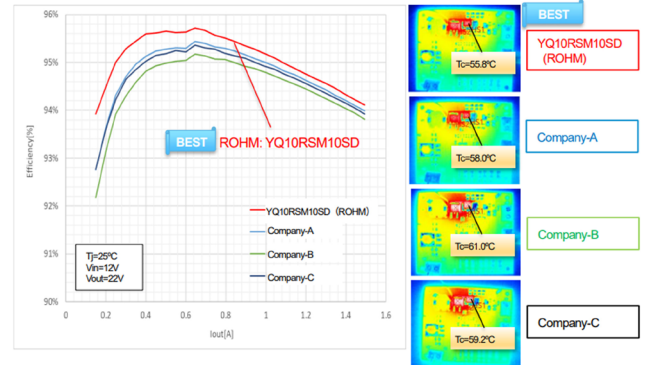 96%
95%
94%
93%
92%
91%
90%
Efficiency[%]
0
0.2
0.4
0.6
0.8
1
1.2
1.4
1.6
Iout[A]
BEST
ROHM: YQ10RSM10SD
YQ10RSM10SD (ROHM)
Company-A
Company-B
Company-C
Tj=25ºC
Vin=12V
Vout=22V
Tc=55.8ºC
BEST
YQ10RSM10SD
(ROHM)
Tc=58.0ºC
Company-A
Tc=61.0ºC
Company-B
Tc=59.2ºC
Company-C